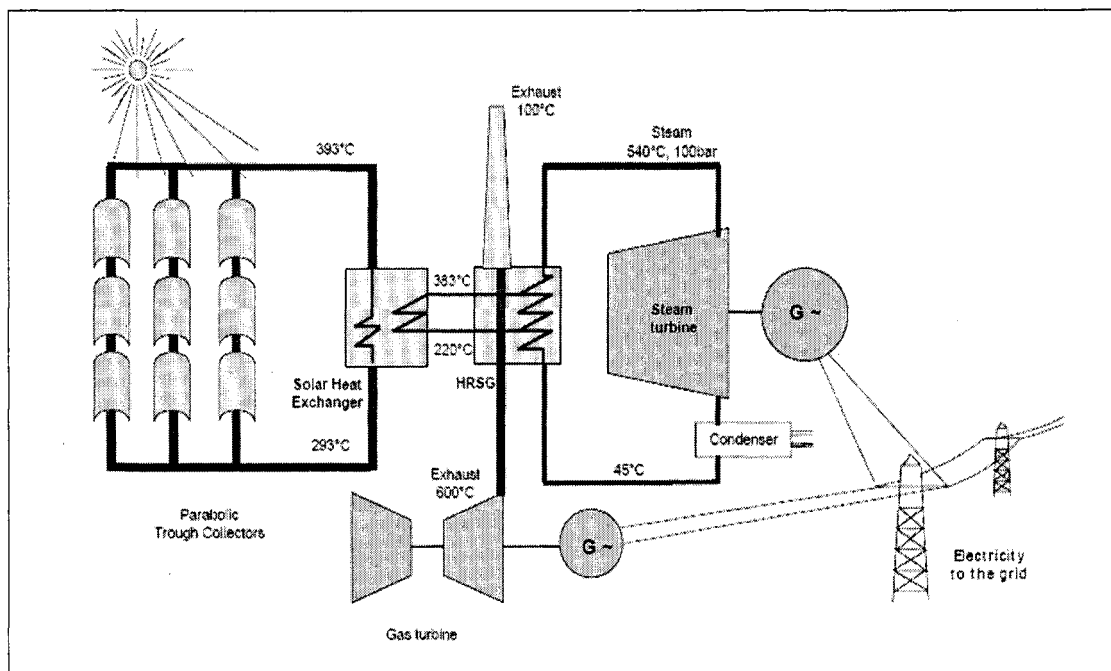 Exhaust
100°C
Steam
540°C, 100bar
393°C
383°C
Steam
turbine
G ~
220°C
HRSG
Solar Heat
Exchanger
Condenser
293°C
45°C
Exhaust
600°C
Parabolic
Trough Collectors
G ~
Electricity
to the grid
Gas turbine